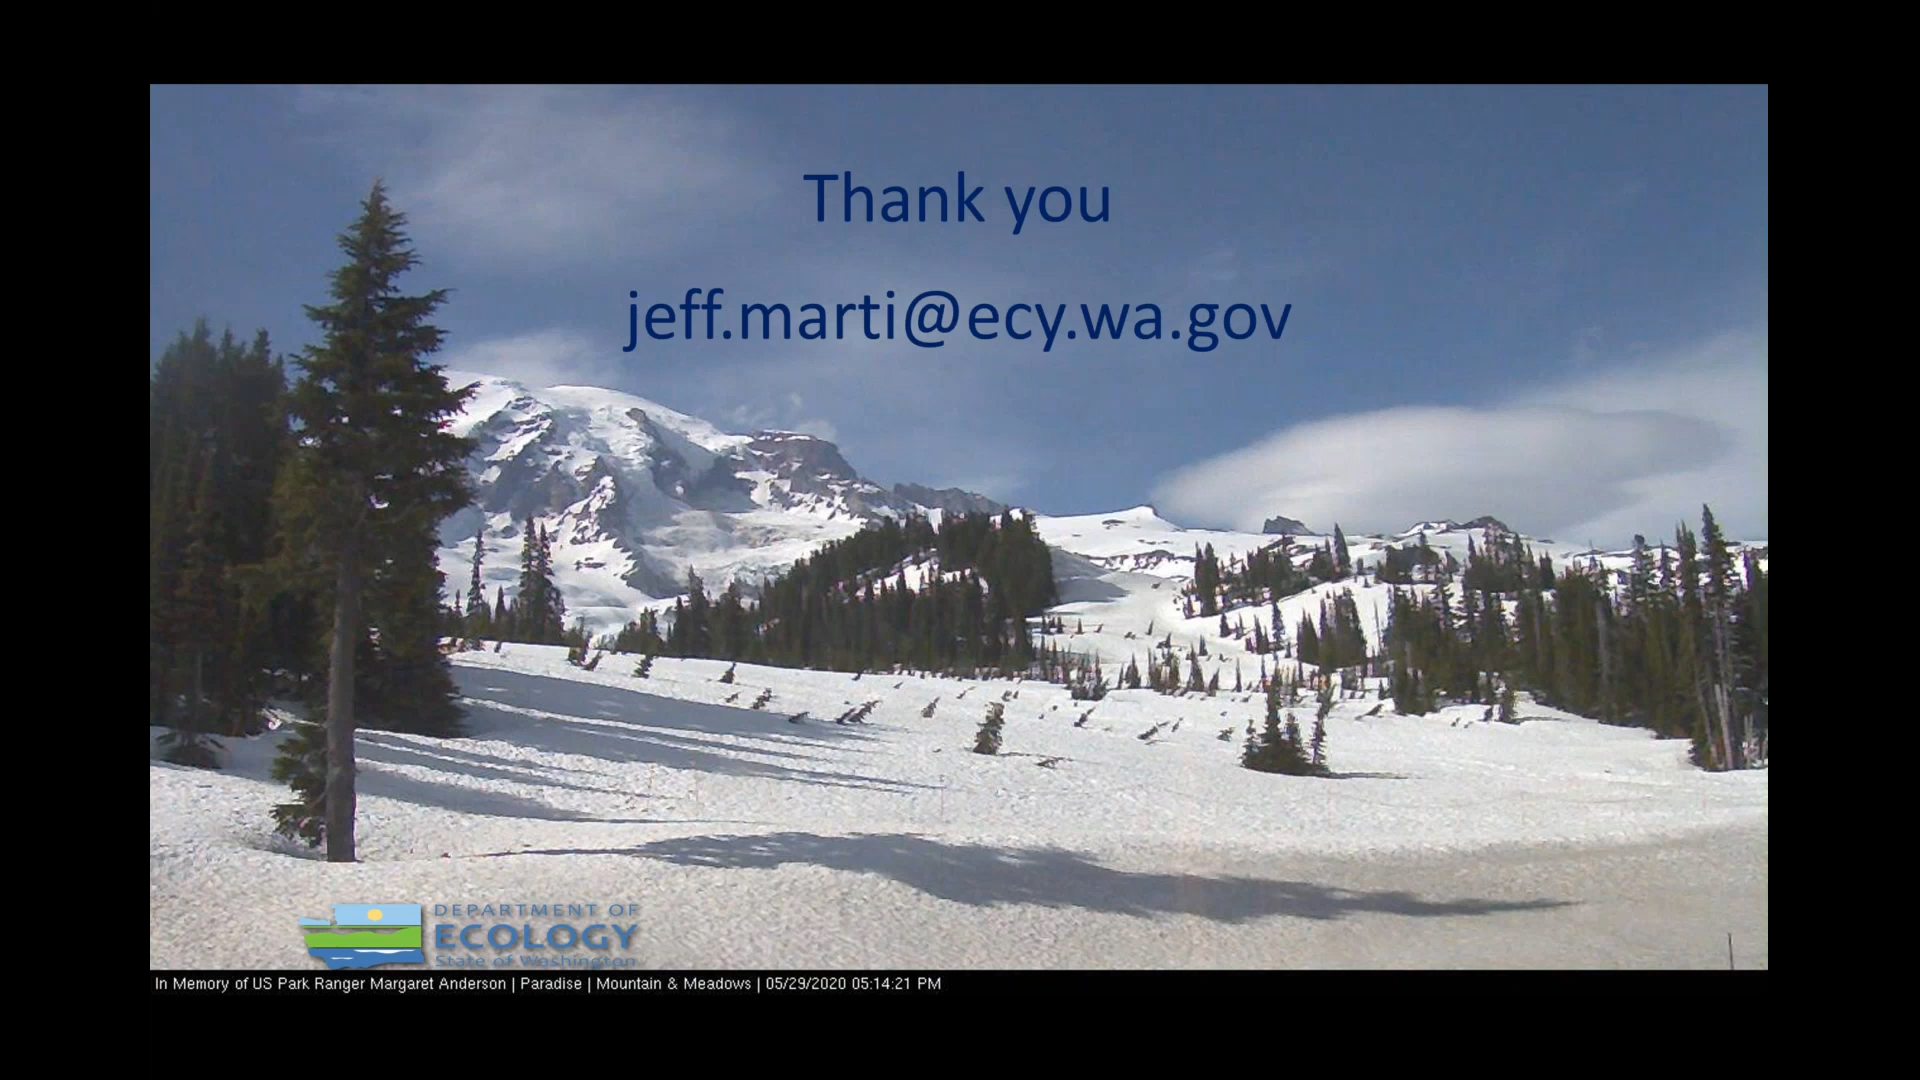 Thank you
jeff.marti@ecy.wa.gov
DEPARTMENT OF
ECOLOGY
State of Washington
In Memory of US Park Ranger Margaret Anderson | Paradise | Mountain & Meadows | 05/29/2020 05:14:21 PM